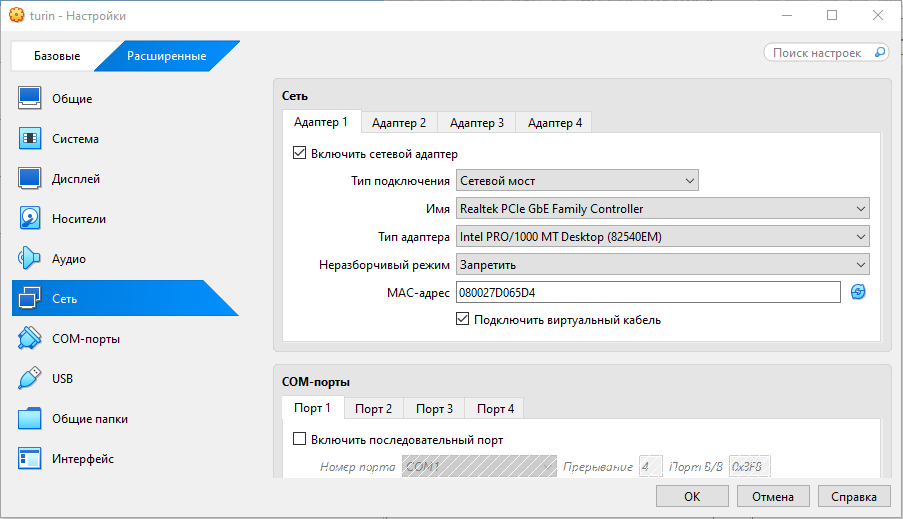 turin - Настройки
Базовые Расширенные Поиск настроек
Общие
Система
Дисплей
Носители
Аудио
Сеть
COM-порты
USB
Общие папки
Интерфейс
Сеть
Адаптер 1 Адаптер 2 Адаптер 3 Адаптер 4
Включить сетевой адаптер
Тип подключения Сетевой мост
Имя Realtek PCIe GbE Family Controller
Тип адаптера Intel PRO/1000 MT Desktop (82540EM)
Неразборчивый режим Запретить
MAC-адрес 080027D065D4
Подключить виртуальный кабель
COM-порты
Порт 1 Порт 2 Порт 3 Порт 4
Включить последовательный порт
Номер порта COM1 Прерывание 4 Порт В/В 0x3F8
OK Отмена Справка